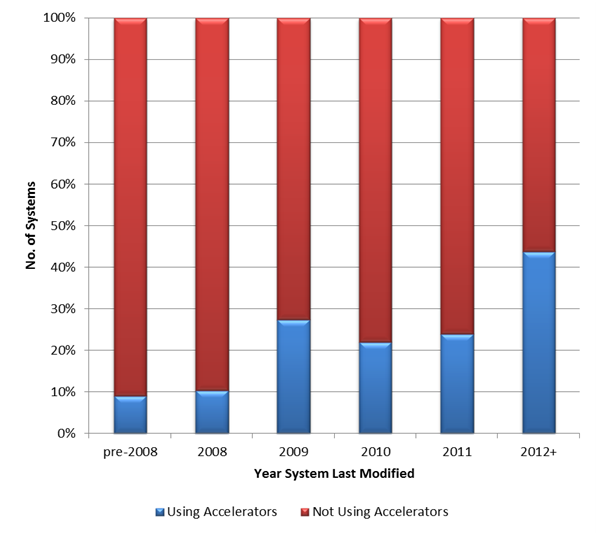 100%
90%
80%
70%
60%
50%
40%
30%
20%
10%
0%
No. of Systems
pre-2008 2008 2009 2010 2011 2012+
Year System Last Modified
Using Accelerators Not Using Accelerators